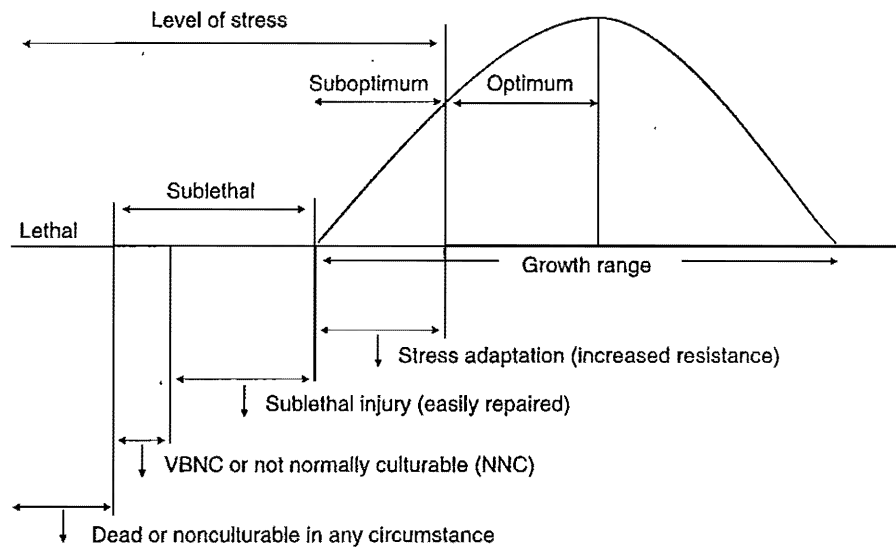 Level of stress
Suboptimum
Optimum
Sublethal
Lethal
Growth range
Stress adaptation (increased resistance)
Sublethal injury (easily repaired)
VBNC or not normally culturable (NNC)
Dead or nonculturable in any circumstance